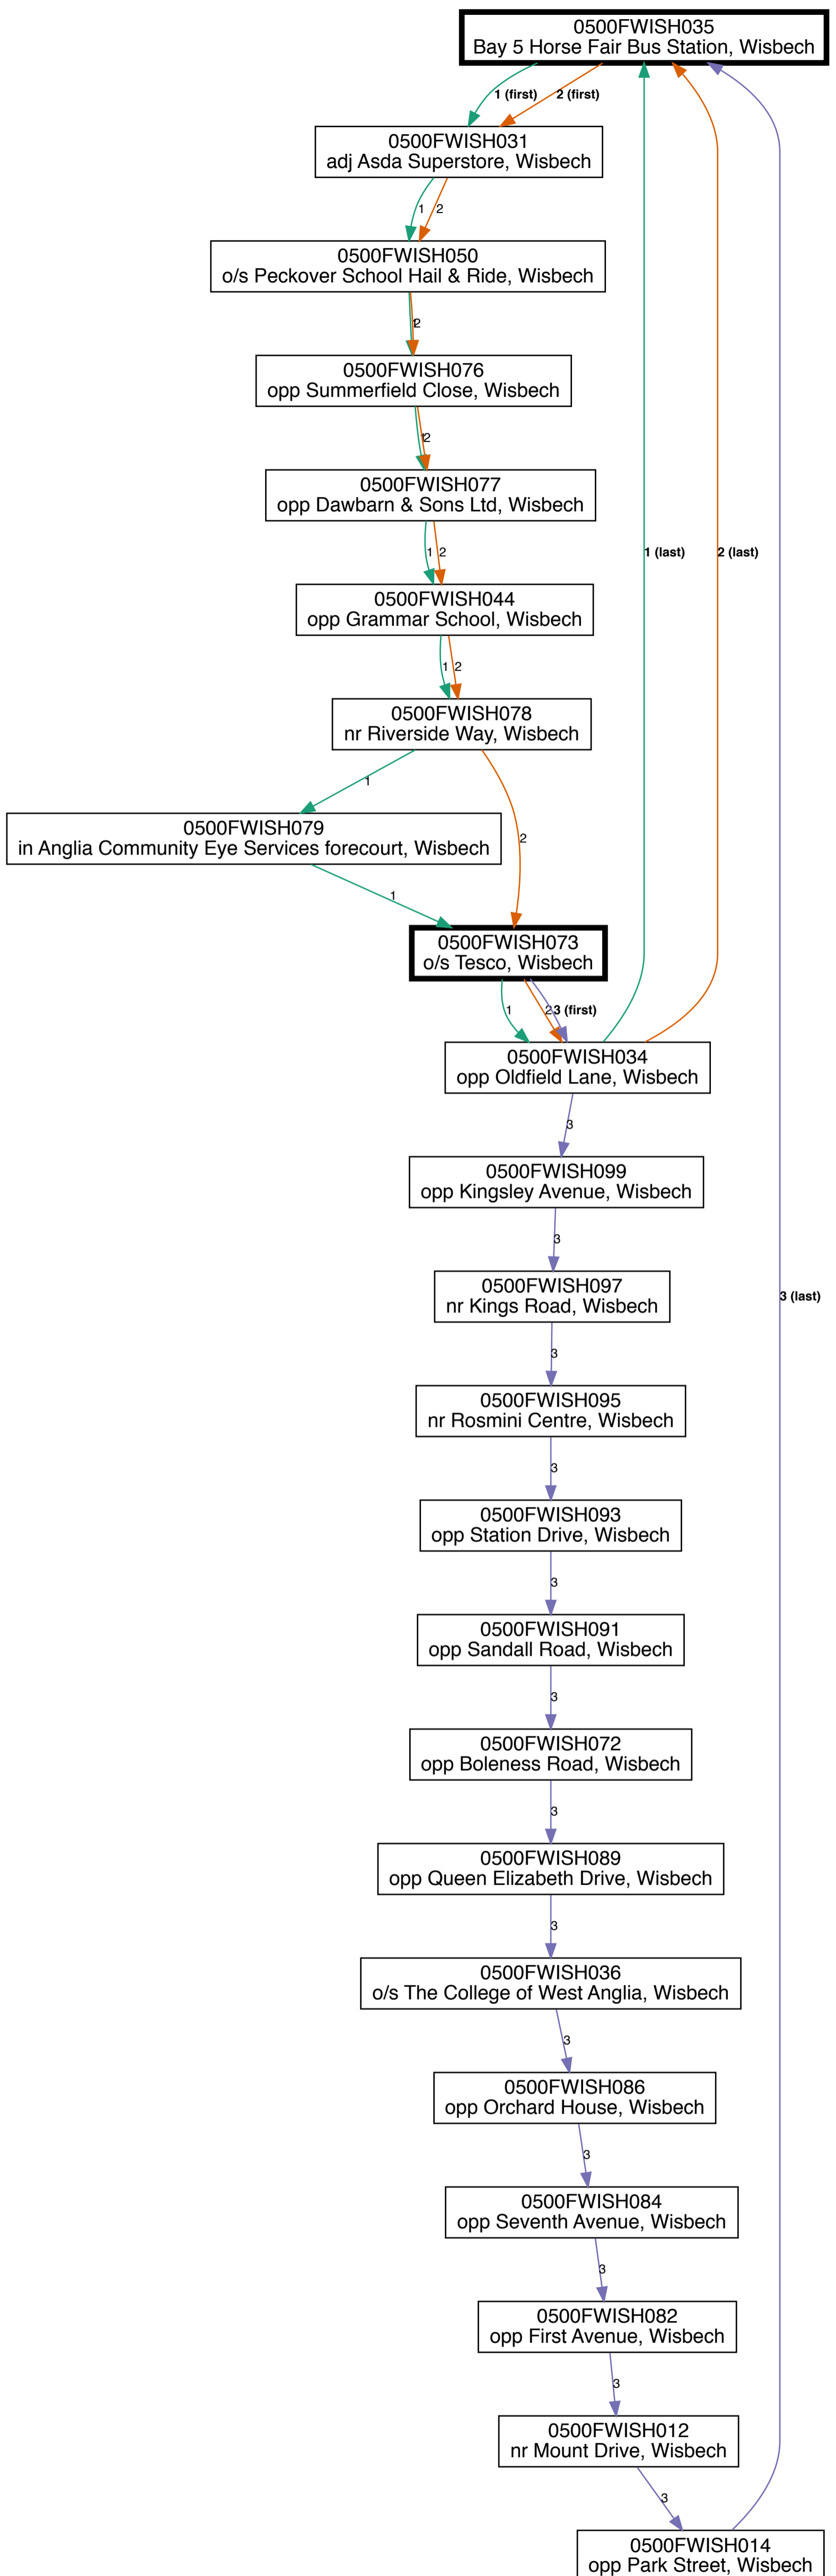 0500FWISH035
Bay 5 Horse Fair Bus Station, Wisbech
1 (first)
2 (first)
0500FWISH031
adj Asda Superstore, Wisbech
1
2
0500FWISH050
o/s Peckover School Hail & Ride, Wisbech
1
2
0500FWISH076
opp Summerfield Close, Wisbech
1
2
0500FWISH077
opp Dawbarn & Sons Ltd, Wisbech
1
2
1 (last)
2 (last)
0500FWISH044
opp Grammar School, Wisbech
1
2
0500FWISH078
nr Riverside Way, Wisbech
1
0500FWISH079
in Anglia Community Eye Services forecourt, Wisbech
2
1
0500FWISH073
o/s Tesco, Wisbech
1
2
3 (first)
0500FWISH034
opp Oldfield Lane, Wisbech
3
0500FWISH099
opp Kingsley Avenue, Wisbech
3
0500FWISH097
nr Kings Road, Wisbech
3 (last)
3
0500FWISH095
nr Rosmini Centre, Wisbech
3
0500FWISH093
opp Station Drive, Wisbech
3
0500FWISH091
opp Sandall Road, Wisbech
3
0500FWISH072
opp Boleness Road, Wisbech
3
0500FWISH089
opp Queen Elizabeth Drive, Wisbech
3
0500FWISH036
o/s The College of West Anglia, Wisbech
3
0500FWISH086
opp Orchard House, Wisbech
3
0500FWISH084
opp Seventh Avenue, Wisbech
3
0500FWISH082
opp First Avenue, Wisbech
3
0500FWISH012
nr Mount Drive, Wisbech
3
0500FWISH014
opp Park Street, Wisbech